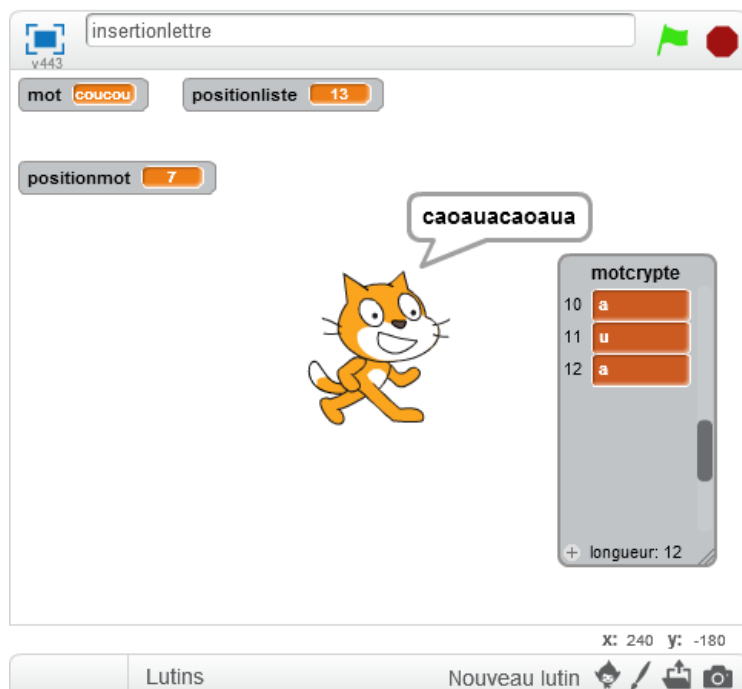 insertionlettre
v443
mot coucou positionliste 13
positionmot 7
caoauacaoaua
motcrypte
10 a
11 u
12 a
+ longueur: 12
x: 240 y: -180
Lutins Nouveau lutin